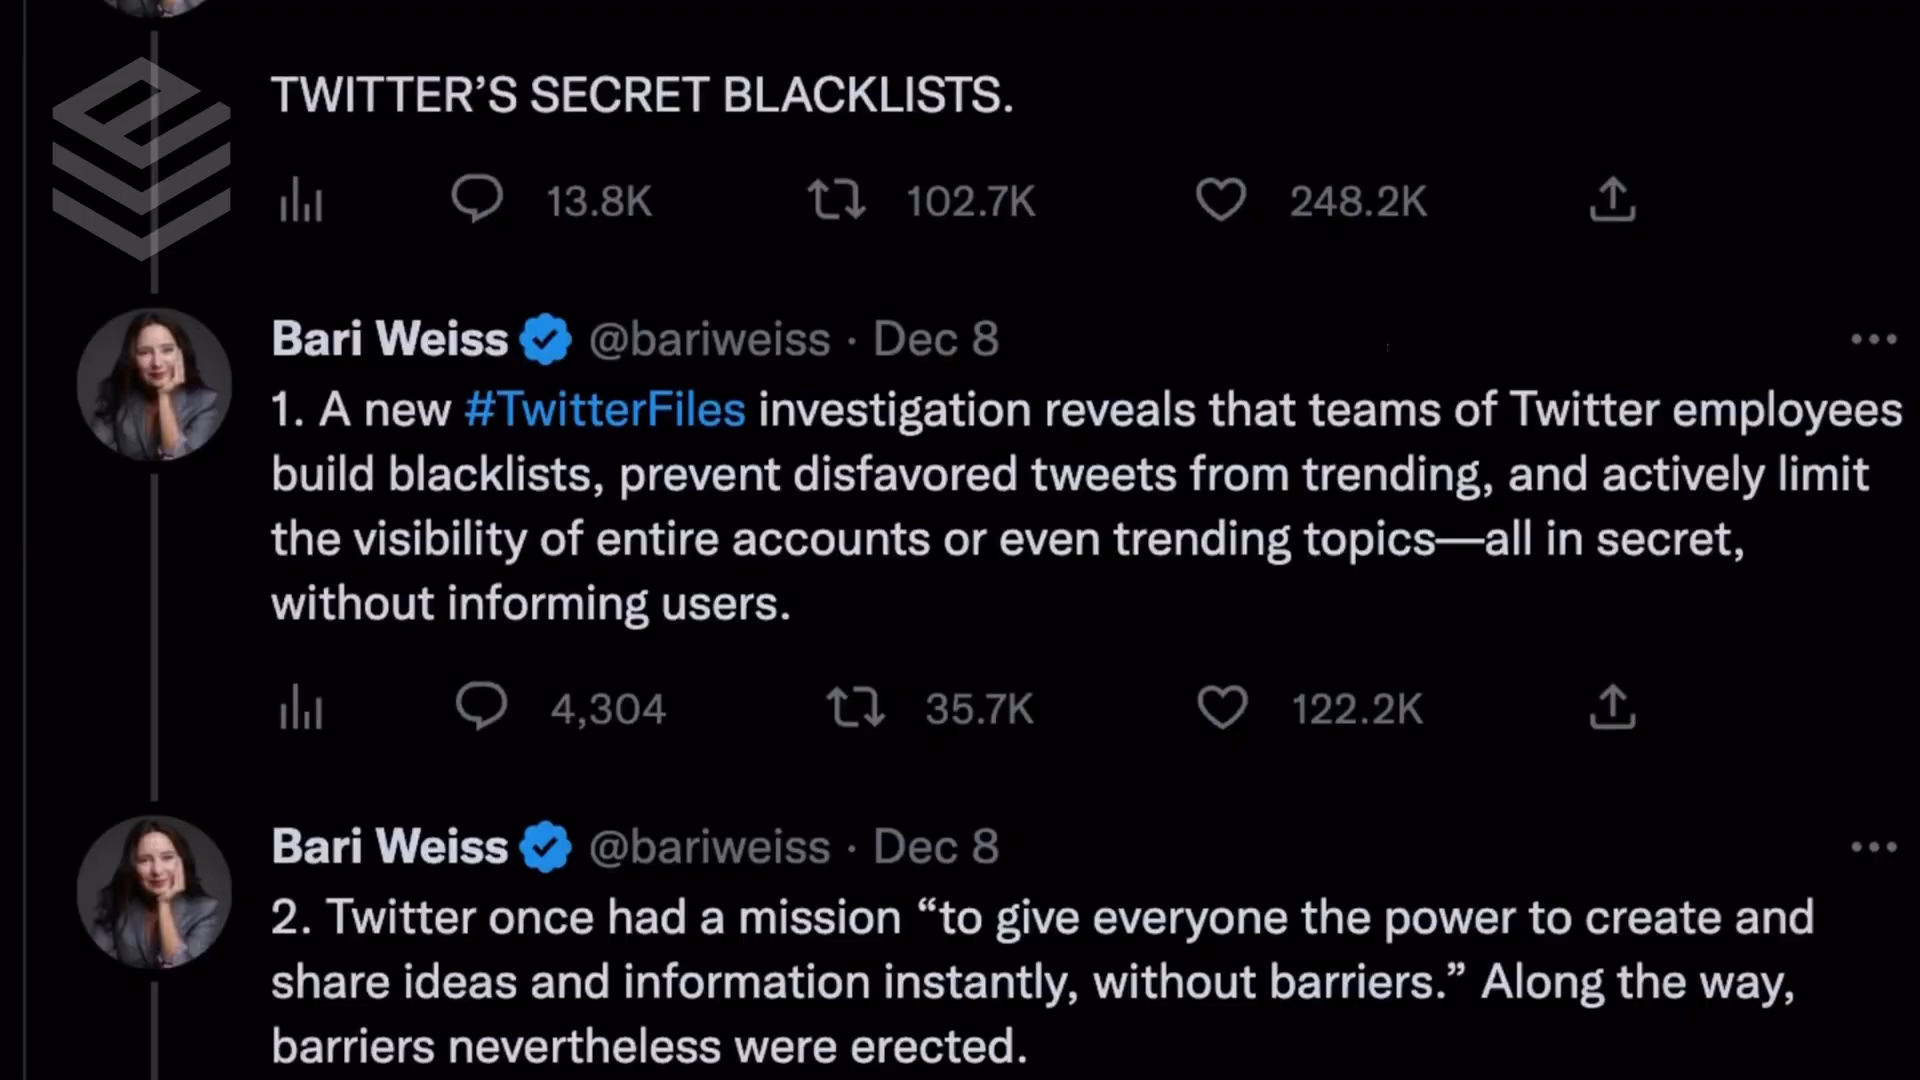 TWITTER’S SECRET BLACKLISTS.
13.8K 102.7K 248.2K
Bari Weiss @bariweiss · Dec 8
1. A new #TwitterFiles investigation reveals that teams of Twitter employees
build blacklists, prevent disfavored tweets from trending, and actively limit
the visibility of entire accounts or even trending topics—all in secret,
without informing users.
4,304 35.7K 122.2K
Bari Weiss @bariweiss · Dec 8
2. Twitter once had a mission “to give everyone the power to create and
share ideas and information instantly, without barriers.” Along the way,
barriers nevertheless were erected.